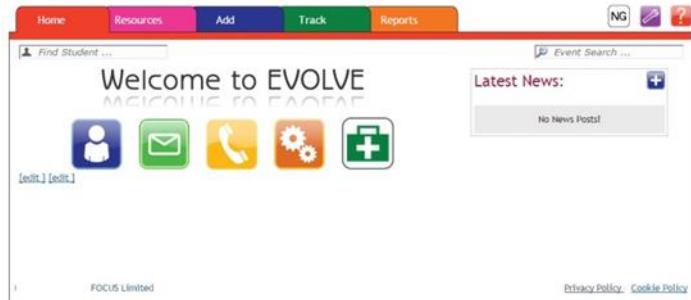 Home Resources Add Track Reports NG ?
Find Student ... Event Search ...
Welcome to EVOLVE
Latest News:
No News Posts!
[edit ] [edit ]
FOCUS Limited Privacy Policy Cookie Policy